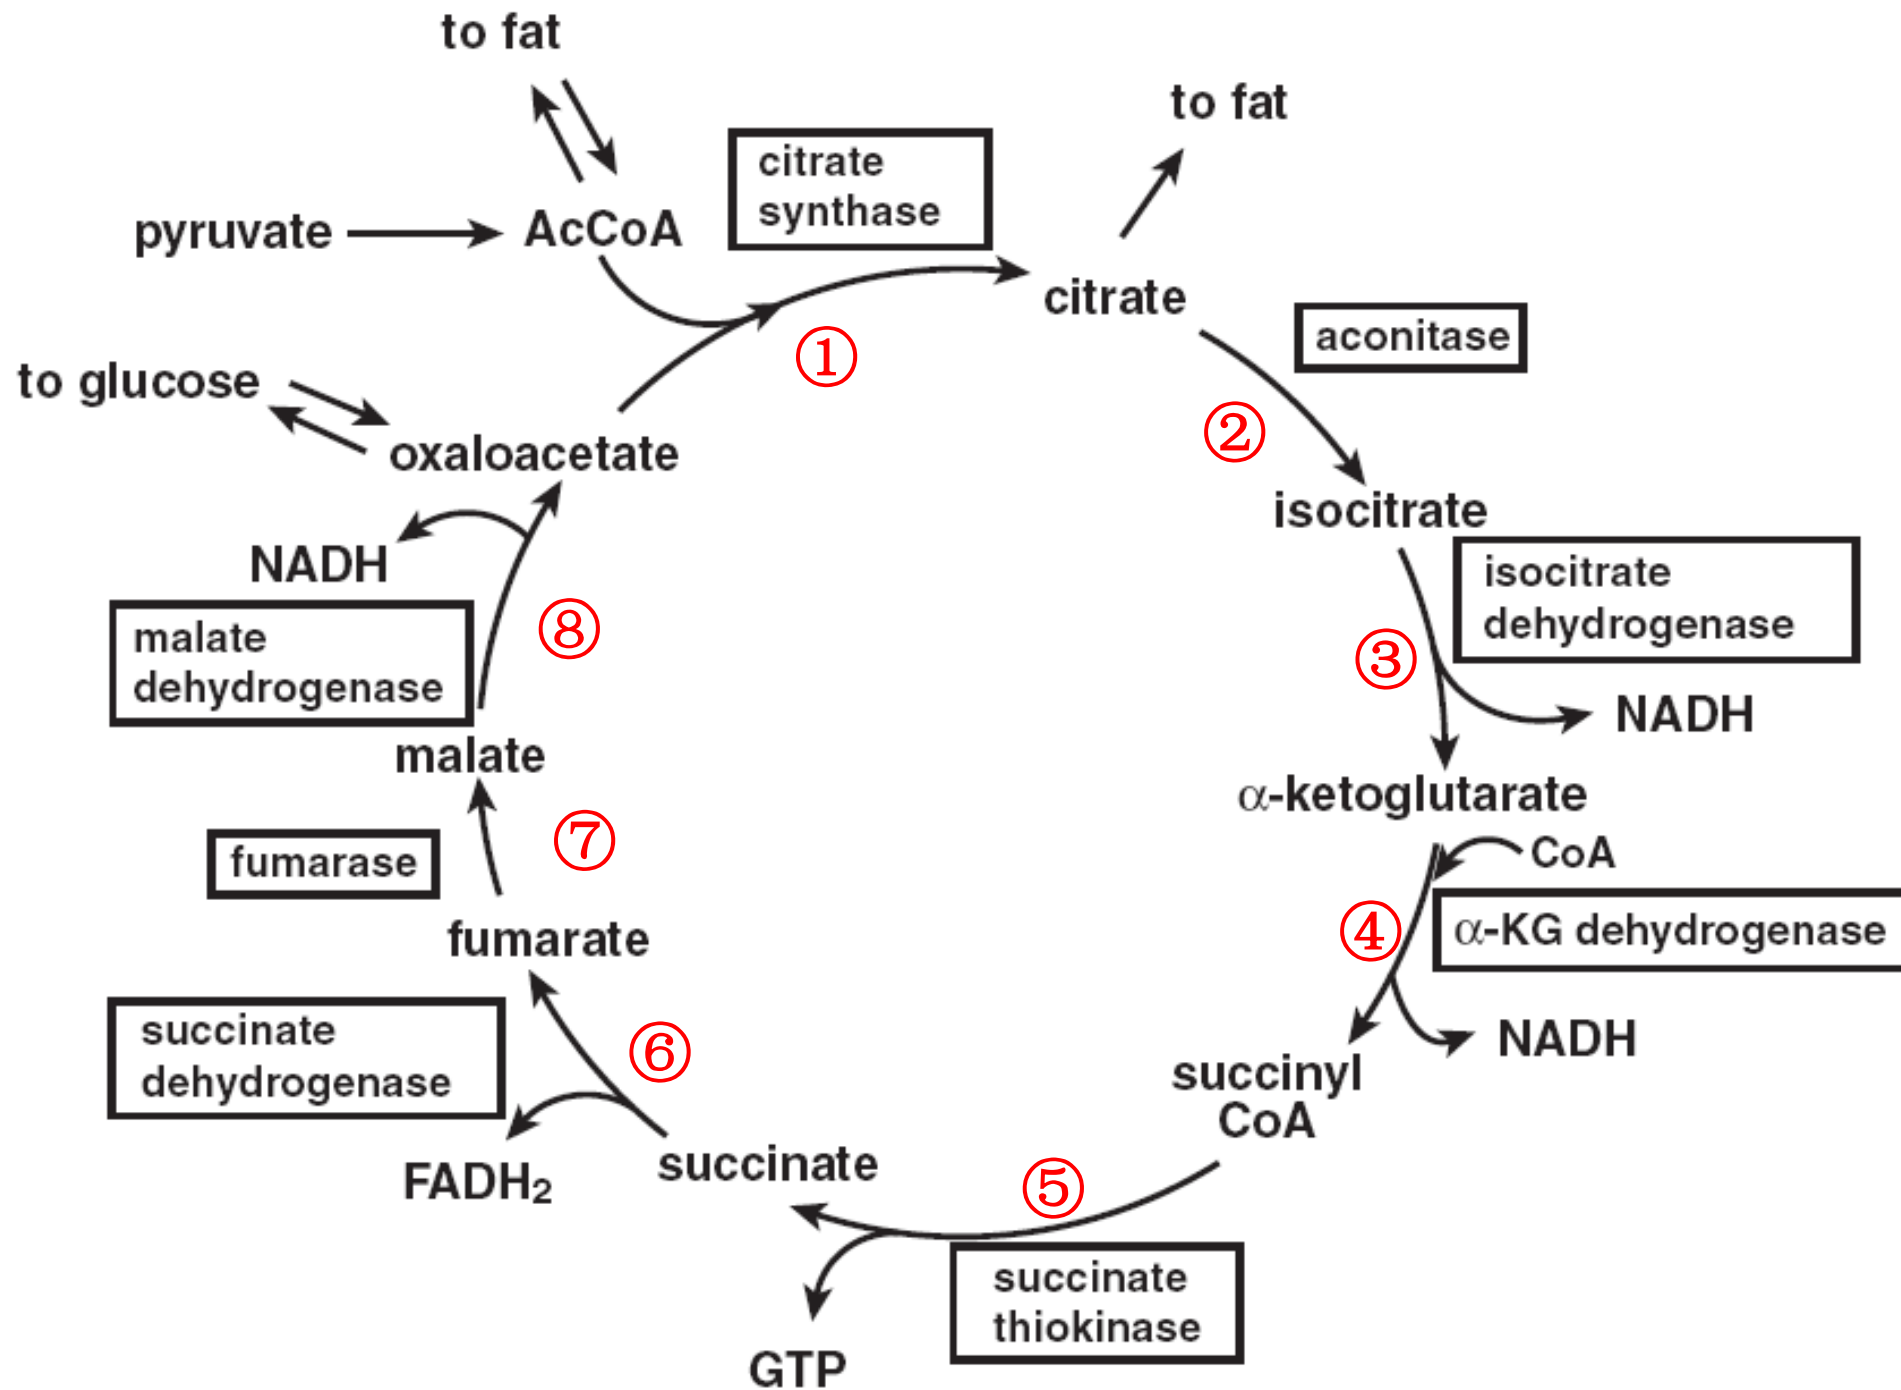 to fat
to fat
citrate
synthase
pyruvate
AcCoA
citrate
①
aconitase
to glucose
②
oxaloacetate
isocitrate
NADH
isocitrate
dehydrogenase
malate
dehydrogenase
⑧
③
NADH
malate
α-ketoglutarate
⑦
CoA
fumarase
④
α-KG dehydrogenase
fumarate
NADH
succinate
dehydrogenase
⑥
succinyl
CoA
FADH₂
succinate
⑤
succinate
thiokinase
GTP